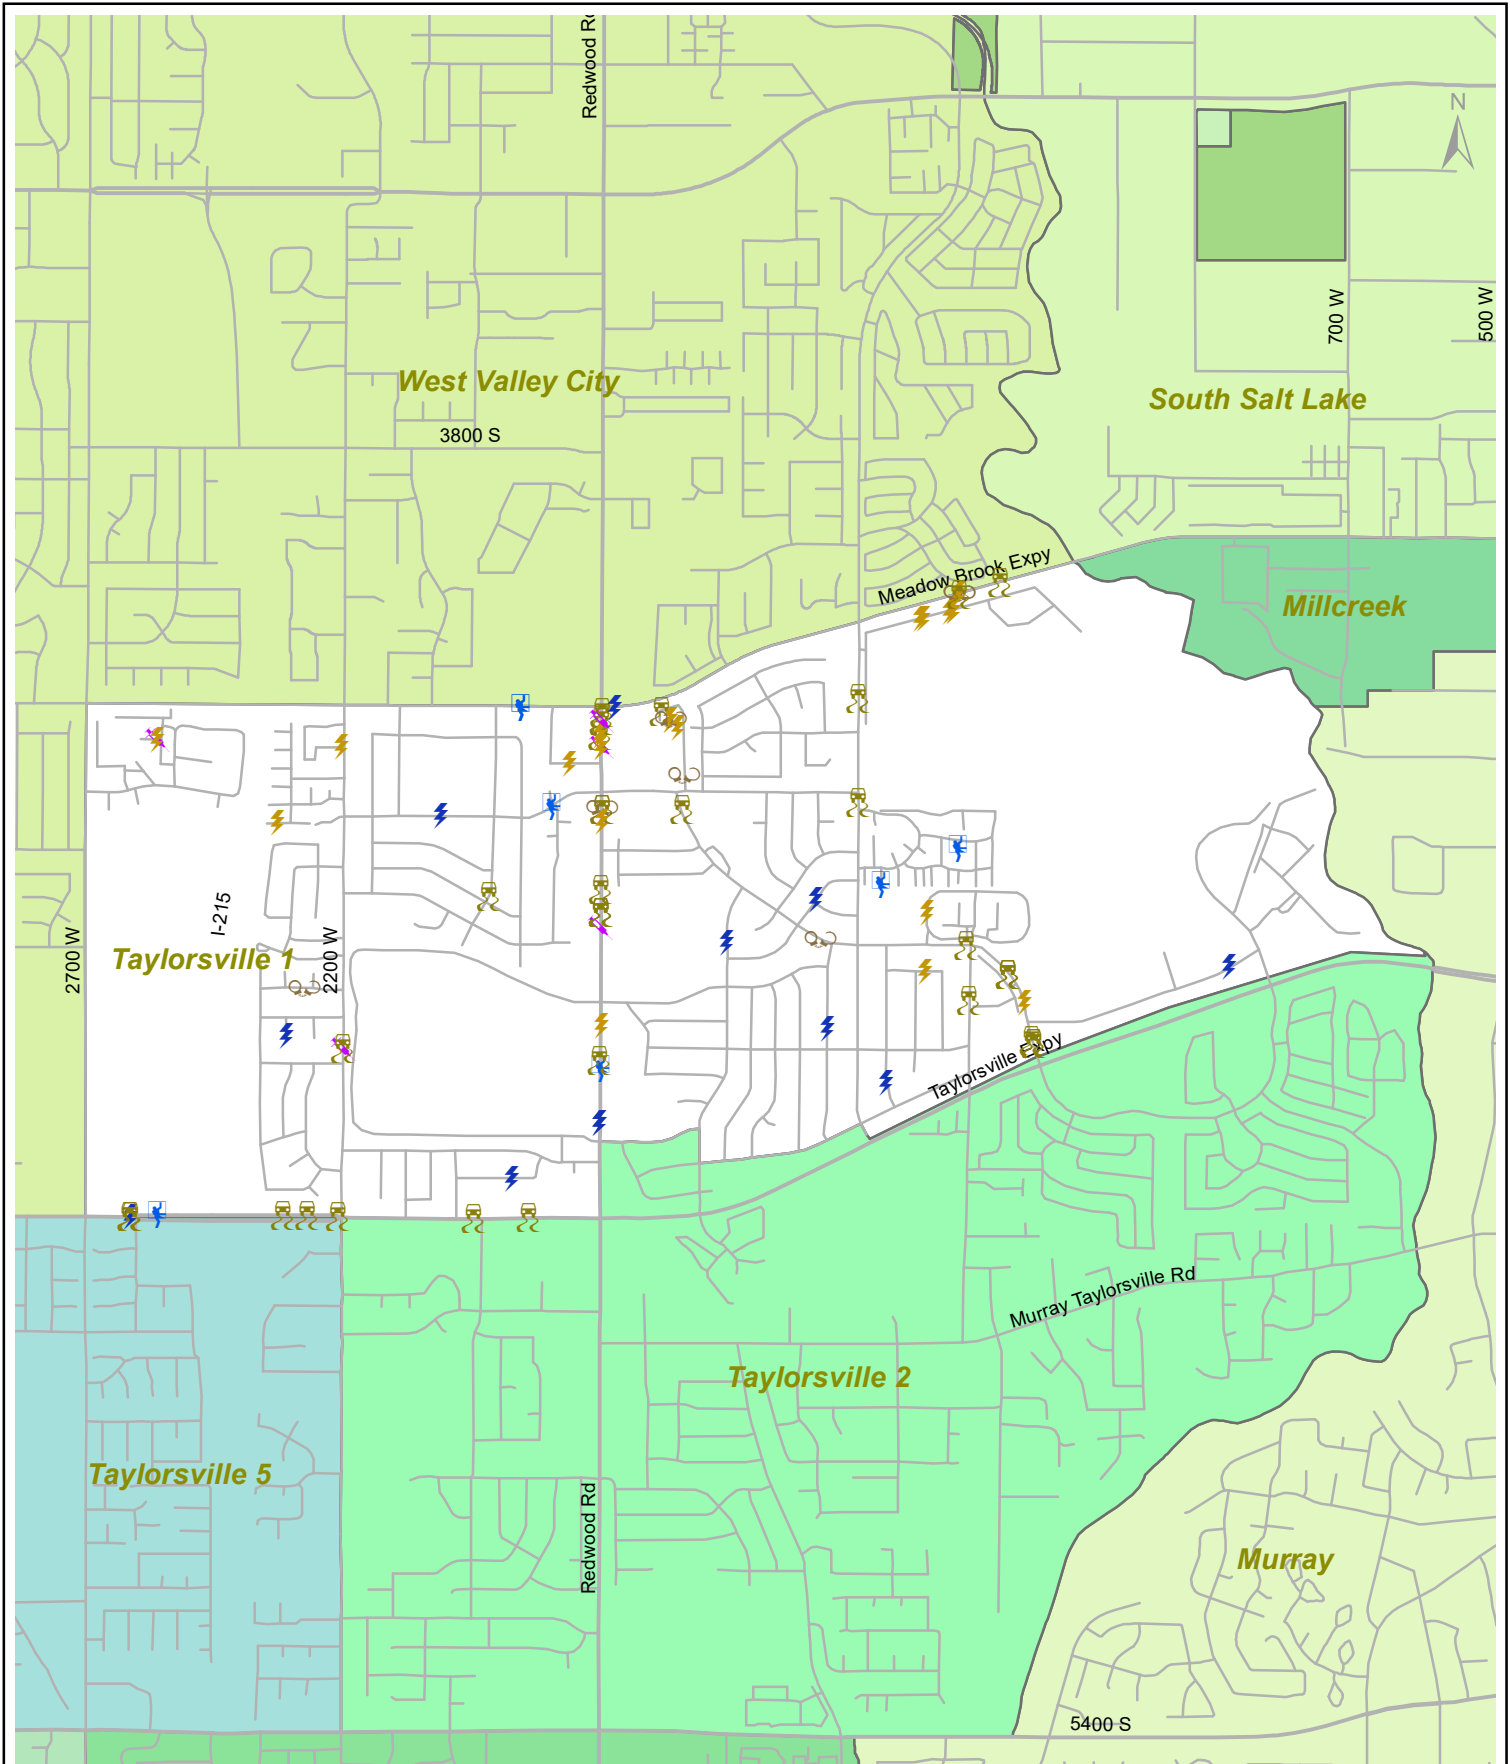 Redwood Rd
N
700 W
500 W
West Valley City
South Salt Lake
3800 S
Meadow Brook Expy
Millcreek
I-215
2700 W
Taylorsville 1
2200 W
Taylorsville Expy
Murray Taylorsville Rd
Taylorsville 2
Taylorsville 5
Redwood Rd
Murray
5400 S